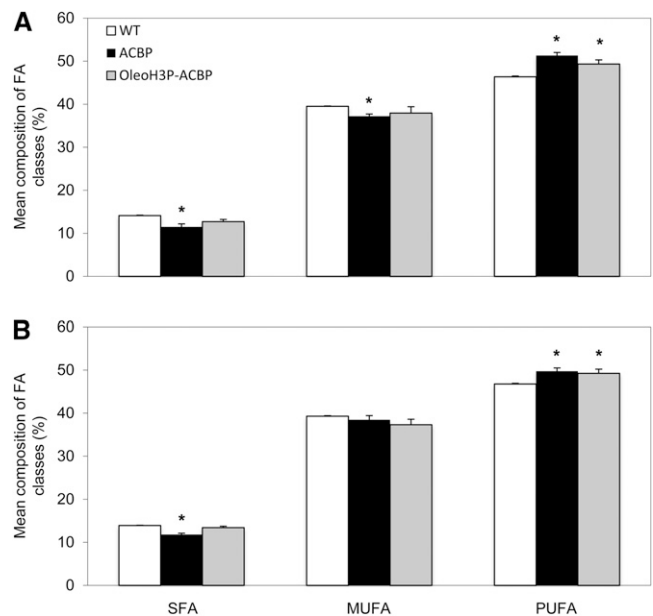 A
Mean composition of FA
classes (%)
60
50
40
30
20
10
0
WT
ACBP
OleoH3P-ACBP
*
*
*
*
B
Mean composition of FA
classes (%)
60
50
40
30
20
10
0
*
*
*
SFA MUFA PUFA